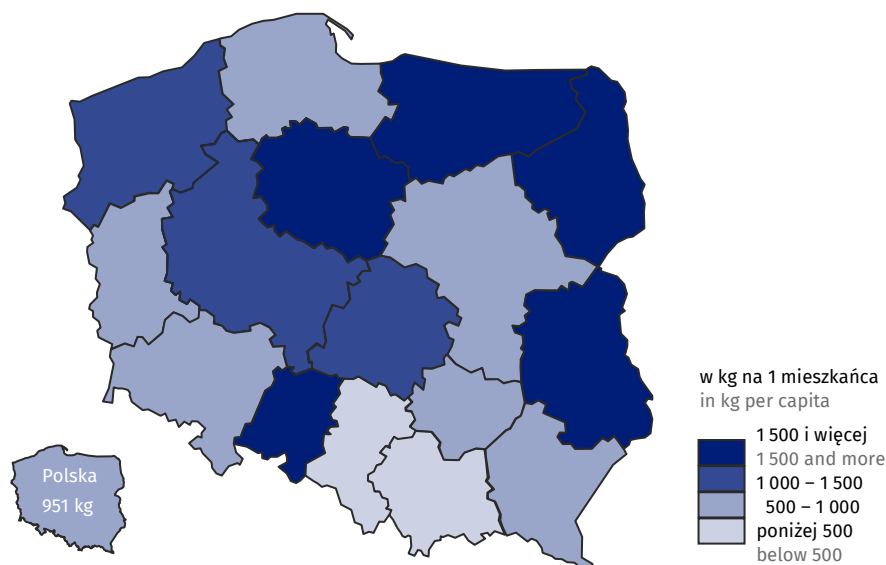 w kg na 1 mieszkańca
in kg per capita
1 500 i więcej
1 500 and more
1 000 – 1 500
500 – 1 000
poniżej 500
below 500
Polska
951 kg